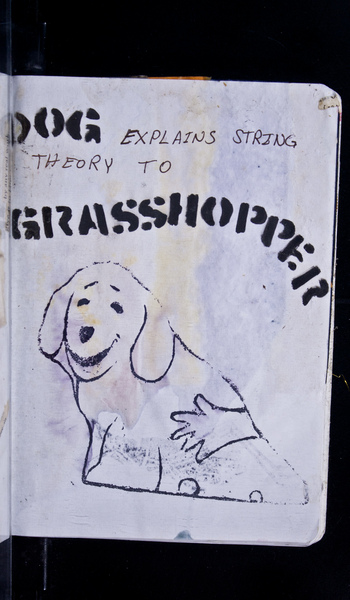 DOG EXPLAINS STRING
THEORY TO
GRASSHOPPER